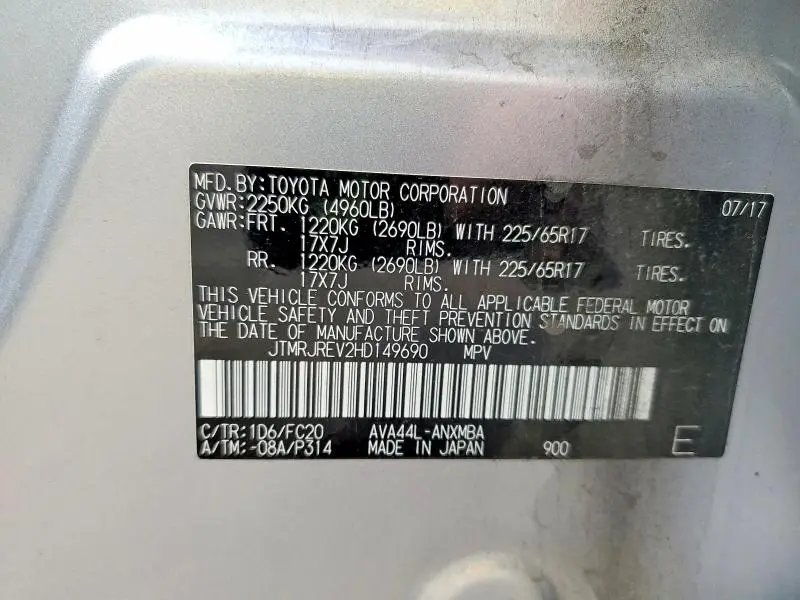 MFD. BY: TOYOTA MOTOR CORPORATION 07/17
GVWR: 2250KG (4960LB)
GAWR: FRT. 1220KG (2690LB) WITH 225/65R17 TIRES.
17X7J RIMS.
RR. 1220KG (2690LB) WITH 225/65R17 TIRES.
17X7J RIMS.
THIS VEHICLE CONFORMS TO ALL APPLICABLE FEDERAL MOTOR
VEHICLE SAFETY AND THEFT PREVENTION STANDARDS IN EFFECT ON
THE DATE OF MANUFACTURE SHOWN ABOVE.
JTMRJREV2HD149690 MPV
C/TR: 1D6/FC20 AVA44L-ANXMBA
A/TM: -08A/P314 MADE IN JAPAN 900 E